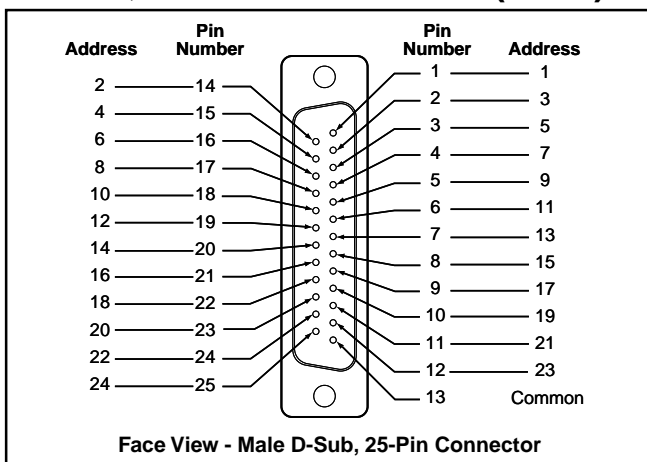 Address Pin Number Pin Number Address
2 14 1 1
4 15 2 3
6 16 3 5
8 17 4 7
10 18 5 9
12 19 6 11
14 20 7 13
16 21 8 15
18 22 9 17
20 23 10 19
22 24 11 21
24 25 12 23
13 Common
Face View - Male D-Sub, 25-Pin Connector